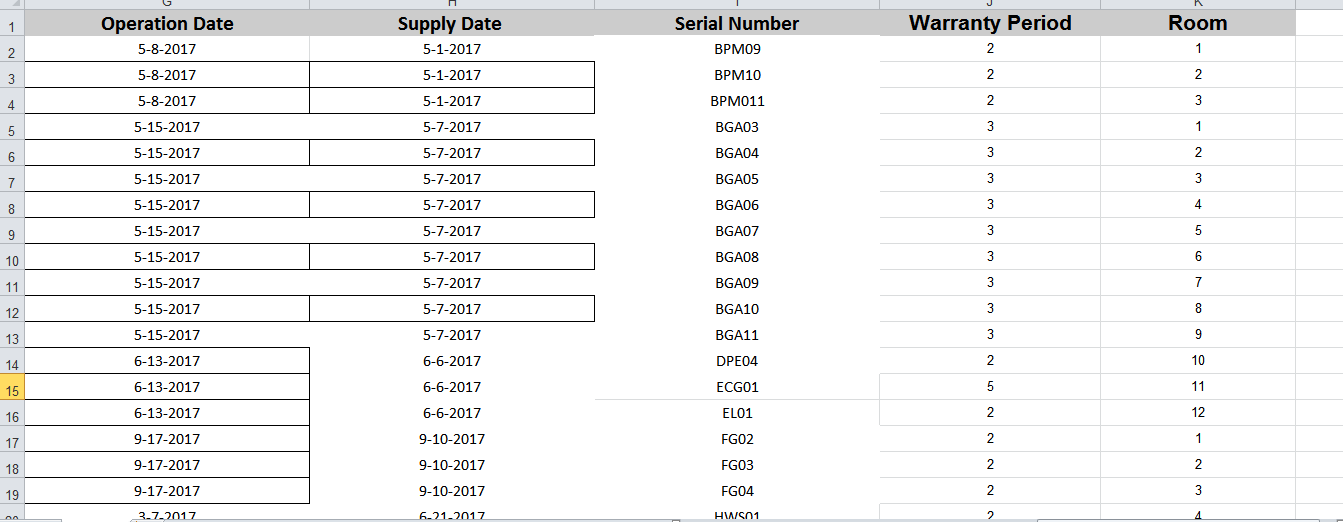 G H I J K
1 Operation Date Supply Date Serial Number Warranty Period Room
2 5-8-2017 5-1-2017 BPM09 2 1
3 5-8-2017 5-1-2017 BPM10 2 2
4 5-8-2017 5-1-2017 BPM011 2 3
5 5-15-2017 5-7-2017 BGA03 3 1
6 5-15-2017 5-7-2017 BGA04 3 2
7 5-15-2017 5-7-2017 BGA05 3 3
8 5-15-2017 5-7-2017 BGA06 3 4
9 5-15-2017 5-7-2017 BGA07 3 5
10 5-15-2017 5-7-2017 BGA08 3 6
11 5-15-2017 5-7-2017 BGA09 3 7
12 5-15-2017 5-7-2017 BGA10 3 8
13 5-15-2017 5-7-2017 BGA11 3 9
14 6-13-2017 6-6-2017 DPE04 2 10
15 6-13-2017 6-6-2017 ECG01 5 11
16 6-13-2017 6-6-2017 EL01 2 12
17 9-17-2017 9-10-2017 FG02 2 1
18 9-17-2017 9-10-2017 FG03 2 2
19 9-17-2017 9-10-2017 FG04 2 3
20 3-7-2017 6-21-2017 HWS01 2 4